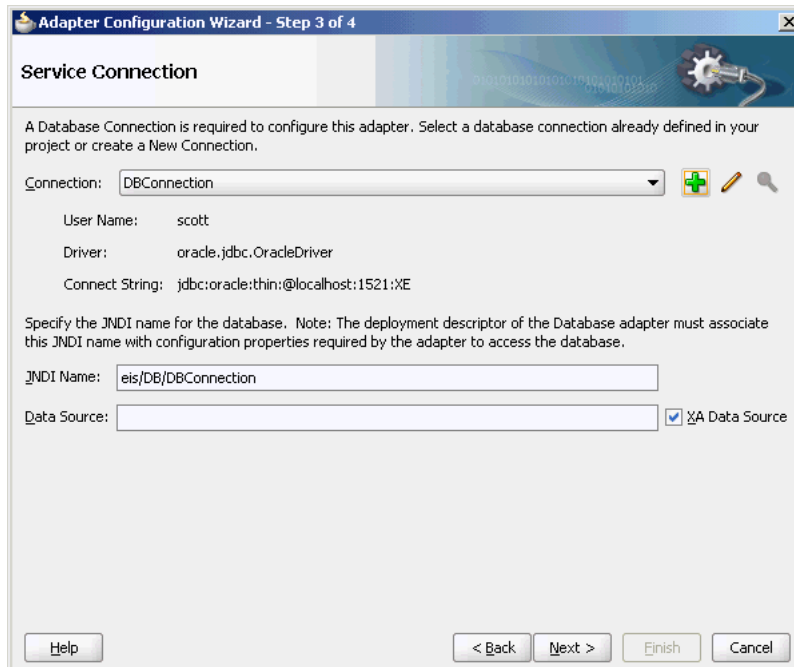 Adapter Configuration Wizard - Step 3 of 4
Service Connection
A Database Connection is required to configure this adapter. Select a database connection already defined in your
project or create a New Connection.
Connection: DBConnection
User Name: scott
Driver: oracle.jdbc.OracleDriver
Connect String: jdbc:oracle:thin:@localhost:1521:XE
Specify the JNDI name for the database. Note: The deployment descriptor of the Database adapter must associate
this JNDI name with configuration properties required by the adapter to access the database.
JNDI Name: eis/DB/DBConnection
Data Source: XA Data Source
Help < Back Next > Finish Cancel